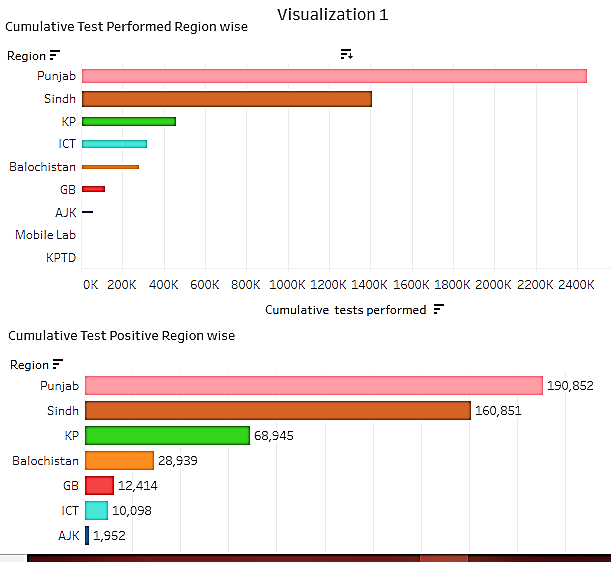 Visualization 1
Cumulative Test Performed Region wise
Region
Punjab
Sindh
KP
ICT
Balochistan
GB
AJK
Mobile Lab
KPTD
0K 200K 400K 600K 800K 1000K 1200K 1400K 1600K 1800K 2000K 2200K 2400K
Cumulative tests performed
Cumulative Test Positive Region wise
Region
Punjab 190,852
Sindh 160,851
KP 68,945
Balochistan 28,939
GB 12,414
ICT 10,098
AJK 1,952